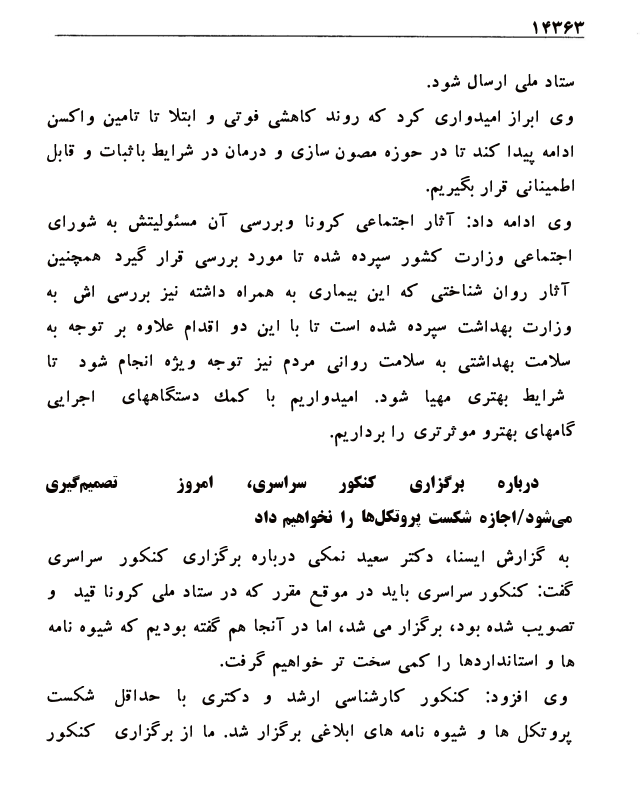 ۱۴۳۶۳
ستاد ملی ارسال شود.
وی ابراز امیدواری کرد که روند کاهشی فوتی و ابتلا تا تامین واکسن
ادامه پیدا کند تا در حوزه مصون سازی و درمان در شرایط باثبات و قابل
اطمینانی قرار بگیریم.
وی ادامه داد: آثار اجتماعی کرونا وبررسی آن مسئولیتش به شورای
اجتماعی وزارت کشور سپرده شده تا مورد بررسی قرار گیرد همچنین
آثار روان شناختی که این بیماری به همراه داشته نیز بررسی اش به
وزارت بهداشت سپرده شده است تا با این دو اقدام علاوه بر توجه به
سلامت بهداشتی به سلامت روانی مردم نیز توجه ویژه انجام شود تا
شرایط بهتری مهیا شود. امیدواریم با کمك دستگاههای اجرایی
گامهای بهترو موثرتری را برداریم.
درباره برگزاری کنکور سراسری، امروز تصمیم‌گیری
می‌شود/اجازه شکست پروتکل‌ها را نخواهیم داد
به گزارش ایسنا، دکتر سعید نمکی درباره برگزاری کنکور سراسری
گفت: کنکور سراسری باید در موقع مقرر که در ستاد ملی کرونا قید و
تصویب شده بود، برگزار می شد، اما در آنجا هم گفته بودیم که شیوه نامه
ها و استانداردها را کمی سخت تر خواهیم گرفت.
وی افزود: کنکور کارشناسی ارشد و دکتری با حداقل شکست
پروتکل ها و شیوه نامه های ابلاغی برگزار شد. ما از برگزاری کنکور